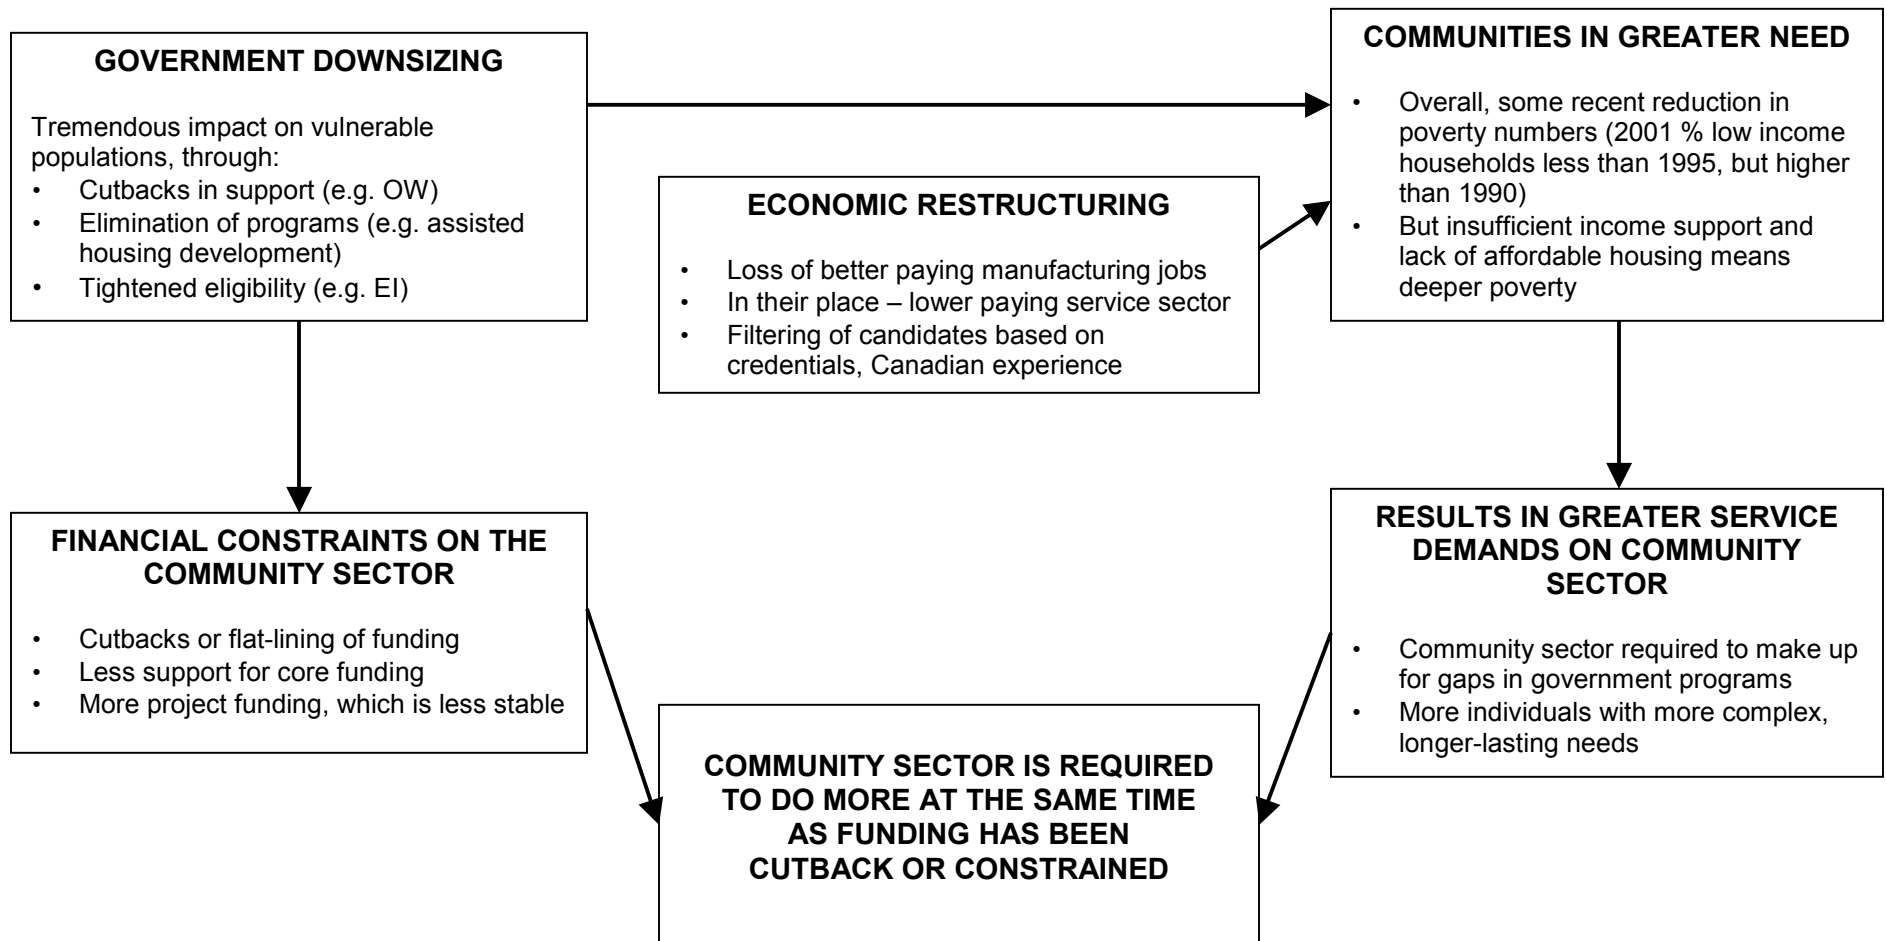 GOVERNMENT DOWNSIZING
Tremendous impact on vulnerable
populations, through:
• Cutbacks in support (e.g. OW)
• Elimination of programs (e.g. assisted
housing development)
• Tightened eligibility (e.g. EI)
ECONOMIC RESTRUCTURING
• Loss of better paying manufacturing jobs
• In their place – lower paying service sector
• Filtering of candidates based on
credentials, Canadian experience
COMMUNITIES IN GREATER NEED
• Overall, some recent reduction in
poverty numbers (2001 % low income
households less than 1995, but higher
than 1990)
• But insufficient income support and
lack of affordable housing means
deeper poverty
FINANCIAL CONSTRAINTS ON THE
COMMUNITY SECTOR
• Cutbacks or flat-lining of funding
• Less support for core funding
• More project funding, which is less stable
RESULTS IN GREATER SERVICE
DEMANDS ON COMMUNITY
SECTOR
• Community sector required to make up
for gaps in government programs
• More individuals with more complex,
longer-lasting needs
COMMUNITY SECTOR IS REQUIRED
TO DO MORE AT THE SAME TIME
AS FUNDING HAS BEEN
CUTBACK OR CONSTRAINED